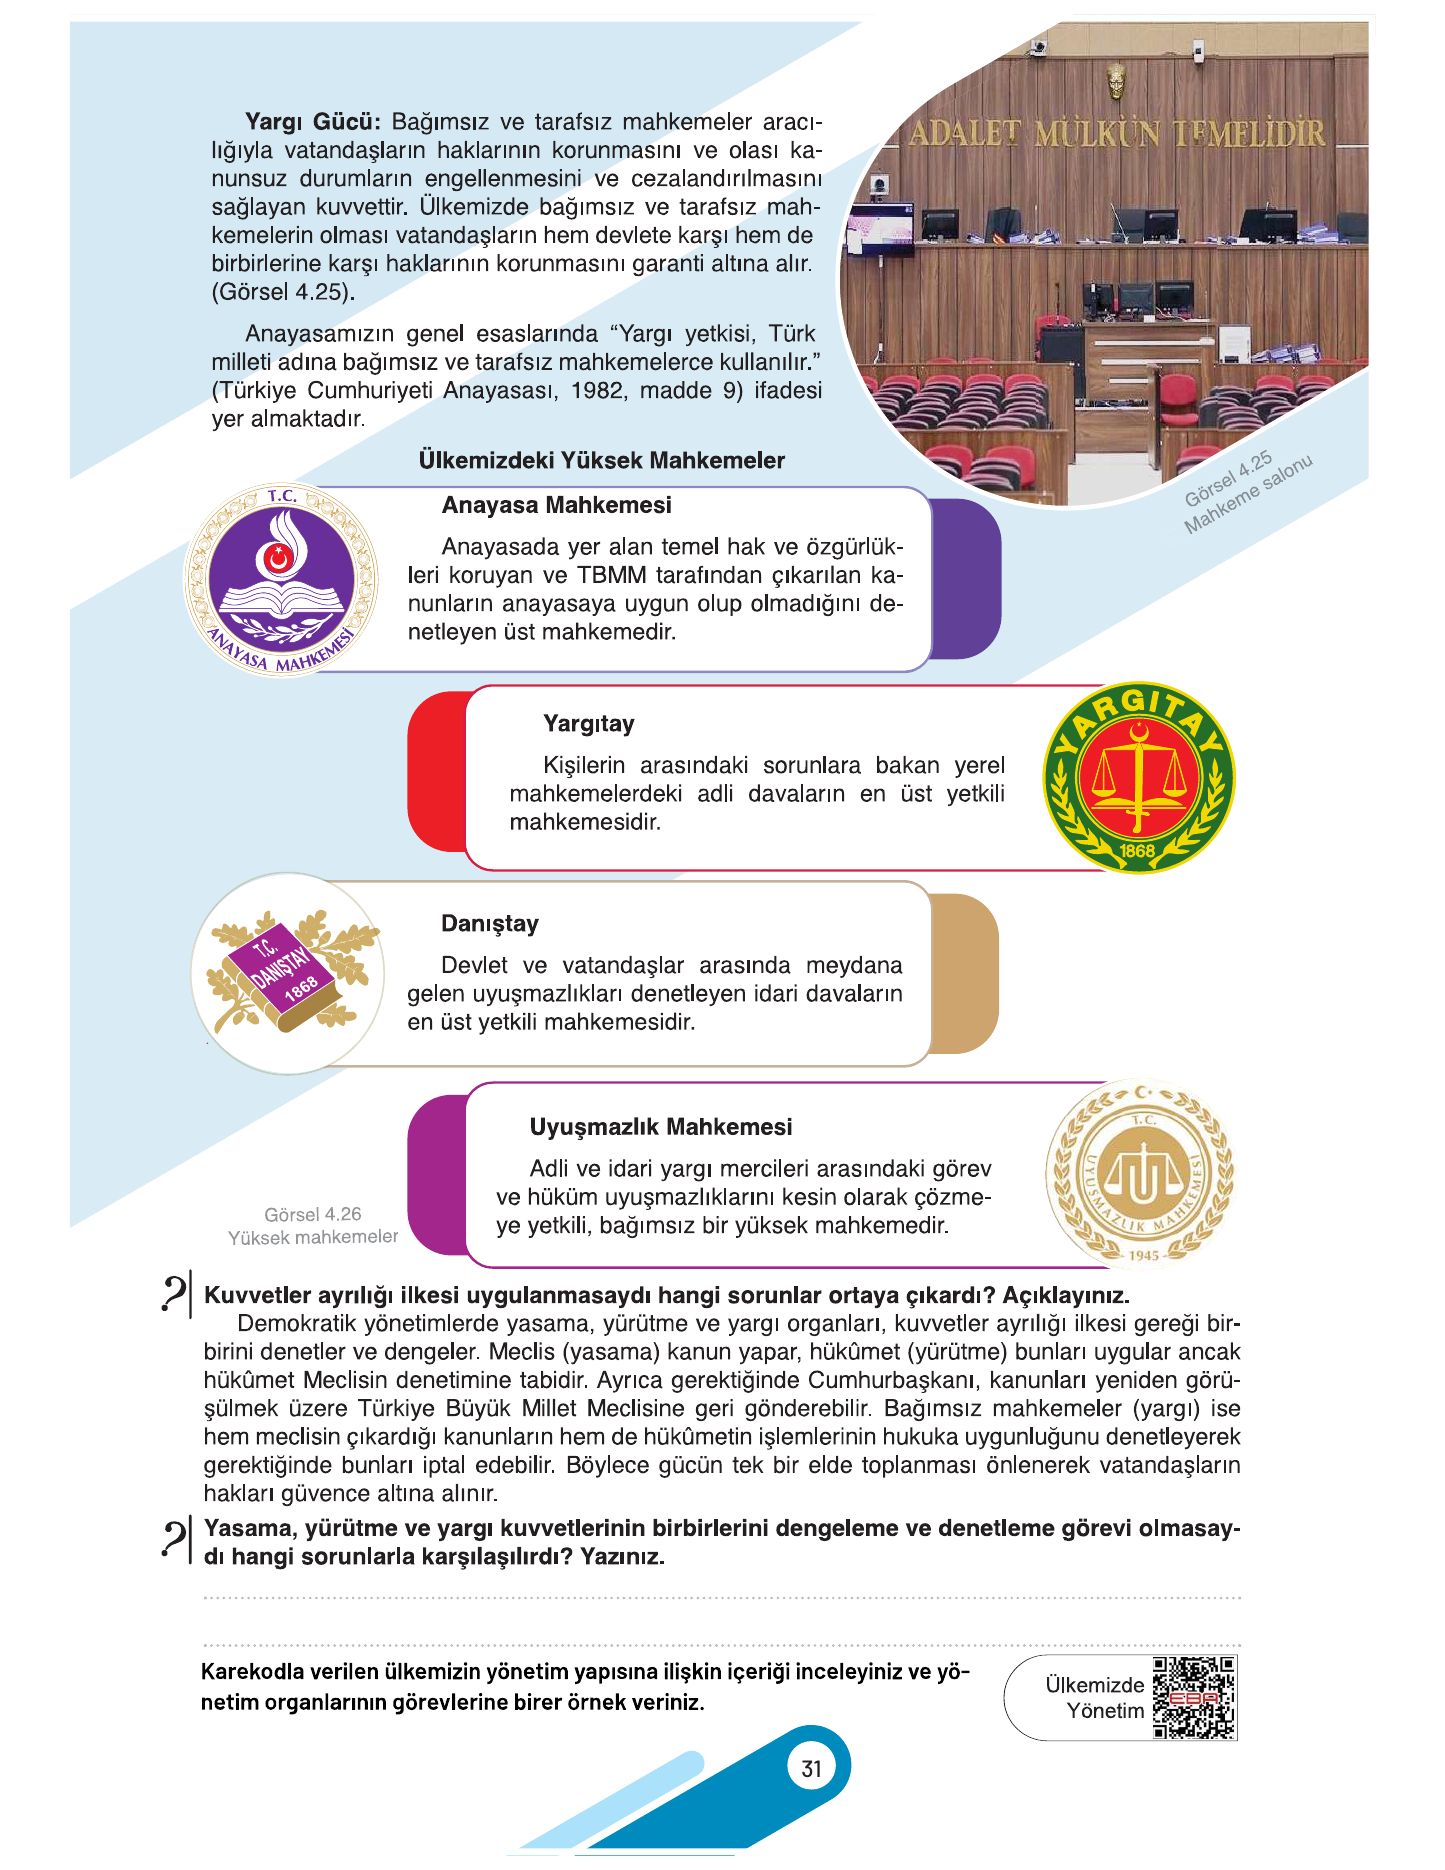 Yargı Gücü: Bağımsız ve tarafsız mahkemeler aracı-
lığıyla vatandaşların haklarının korunmasını ve olası ka-
nunsuz durumların engellenmesini ve cezalandırılmasını
sağlayan kuvvettir. Ülkemizde bağımsız ve tarafsız mah-
kemelerin olması vatandaşların hem devlete karşı hem de
birbirlerine karşı haklarının korunmasını garanti altına alır.
(Görsel 4.25).
Anayasamızın genel esaslarında “Yargı yetkisi, Türk
milleti adına bağımsız ve tarafsız mahkemelerce kullanılır.”
(Türkiye Cumhuriyeti Anayasası, 1982, madde 9) ifadesi
yer almaktadır.
ADALET MÜLKÜN TEMELİDİR
Görsel 4.25
Mahkeme salonu
Ülkemizdeki Yüksek Mahkemeler
T.C.
ANAYASA MAHKEMESİ
Anayasa Mahkemesi
Anayasada yer alan temel hak ve özgürlük-
leri koruyan ve TBMM tarafından çıkarılan ka-
nunların anayasaya uygun olup olmadığını de-
netleyen üst mahkemedir.
Yargıtay
Kişilerin arasındaki sorunlara bakan yerel
mahkemelerdeki adli davaların en üst yetkili
mahkemesidir.
YARGITAY
1868
T.C.
DANIŞTAY
1868
Danıştay
Devlet ve vatandaşlar arasında meydana
gelen uyuşmazlıkları denetleyen idari davaların
en üst yetkili mahkemesidir.
Uyuşmazlık Mahkemesi
Adli ve idari yargı mercileri arasındaki görev
ve hüküm uyuşmazlıklarını kesin olarak çözme-
ye yetkili, bağımsız bir yüksek mahkemedir.
T.C.
UYUŞMAZLIK MAHKEMESİ
1945
Görsel 4.26
Yüksek mahkemeler
? Kuvvetler ayrılığı ilkesi uygulanmasaydı hangi sorunlar ortaya çıkardı? Açıklayınız.
Demokratik yönetimlerde yasama, yürütme ve yargı organları, kuvvetler ayrılığı ilkesi gereği bir-
birini denetler ve dengeler. Meclis (yasama) kanun yapar, hükûmet (yürütme) bunları uygular ancak
hükûmet Meclisin denetimine tabidir. Ayrıca gerektiğinde Cumhurbaşkanı, kanunları yeniden görü-
şülmek üzere Türkiye Büyük Millet Meclisine geri gönderebilir. Bağımsız mahkemeler (yargı) ise
hem meclisin çıkardığı kanunların hem de hükûmetin işlemlerinin hukuka uygunluğunu denetleyerek
gerektiğinde bunları iptal edebilir. Böylece gücün tek bir elde toplanması önlenerek vatandaşların
hakları güvence altına alınır.
? Yasama, yürütme ve yargı kuvvetlerinin birbirlerini dengeleme ve denetleme görevi olmasay-
dı hangi sorunlarla karşılaşılırdı? Yazınız.
Karekodla verilen ülkemizin yönetim yapısına ilişkin içeriği inceleyiniz ve yö-
netim organlarının görevlerine birer örnek veriniz.
Ülkemizde
Yönetim
EBA
31